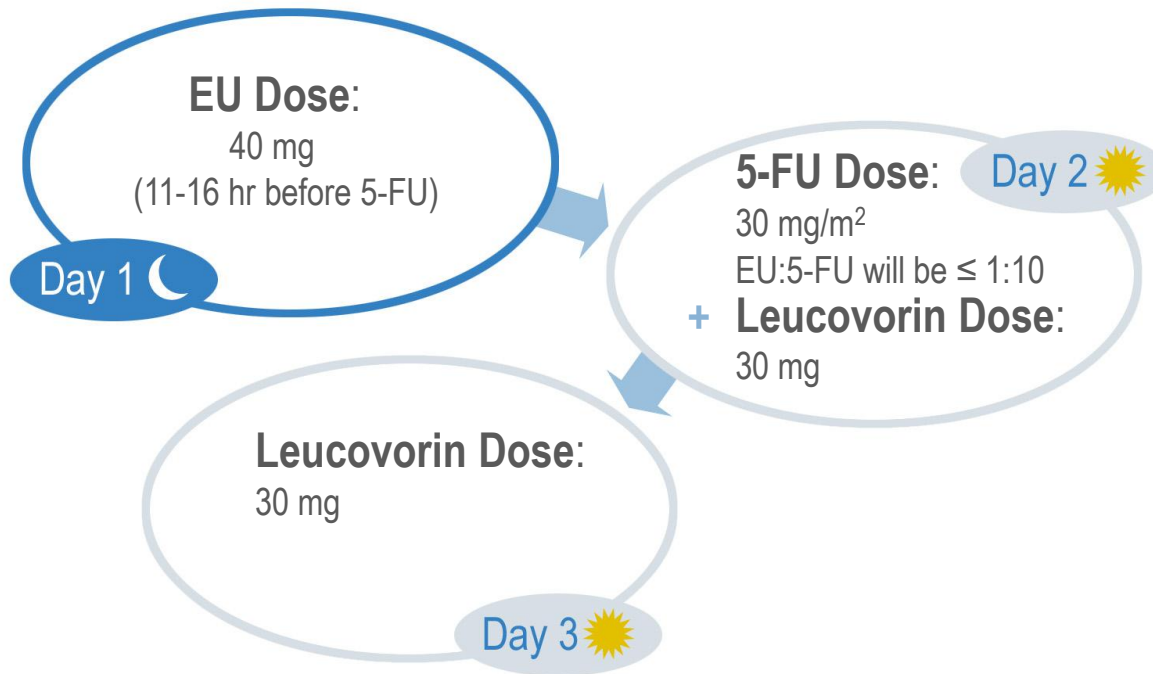 EU Dose:
40 mg
(11-16 hr before 5-FU)
Day 1
5-FU Dose:
Day 2
30 mg/m²
EU:5-FU will be ≤ 1:10
+ Leucovorin Dose:
30 mg
Leucovorin Dose:
30 mg
Day 3